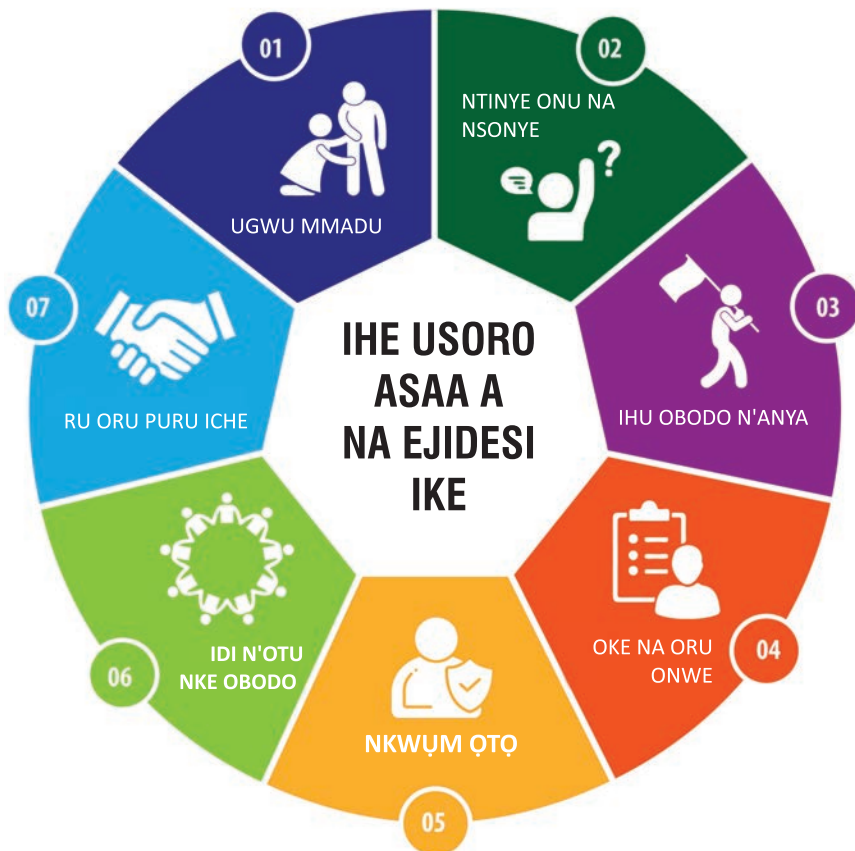 IHE USORO
ASAA A
NA EJIDESI
IKE
01
UGWU MMADU
02
NTINYE ONU NA
NSONYE
?
03
IHU OBODO N'ANYA
04
OKE NA ORU
ONWE
05
NKWỤM ỌTỌ
06
IDI N'OTU
NKE OBODO
07
RU ORU PURU ICHE